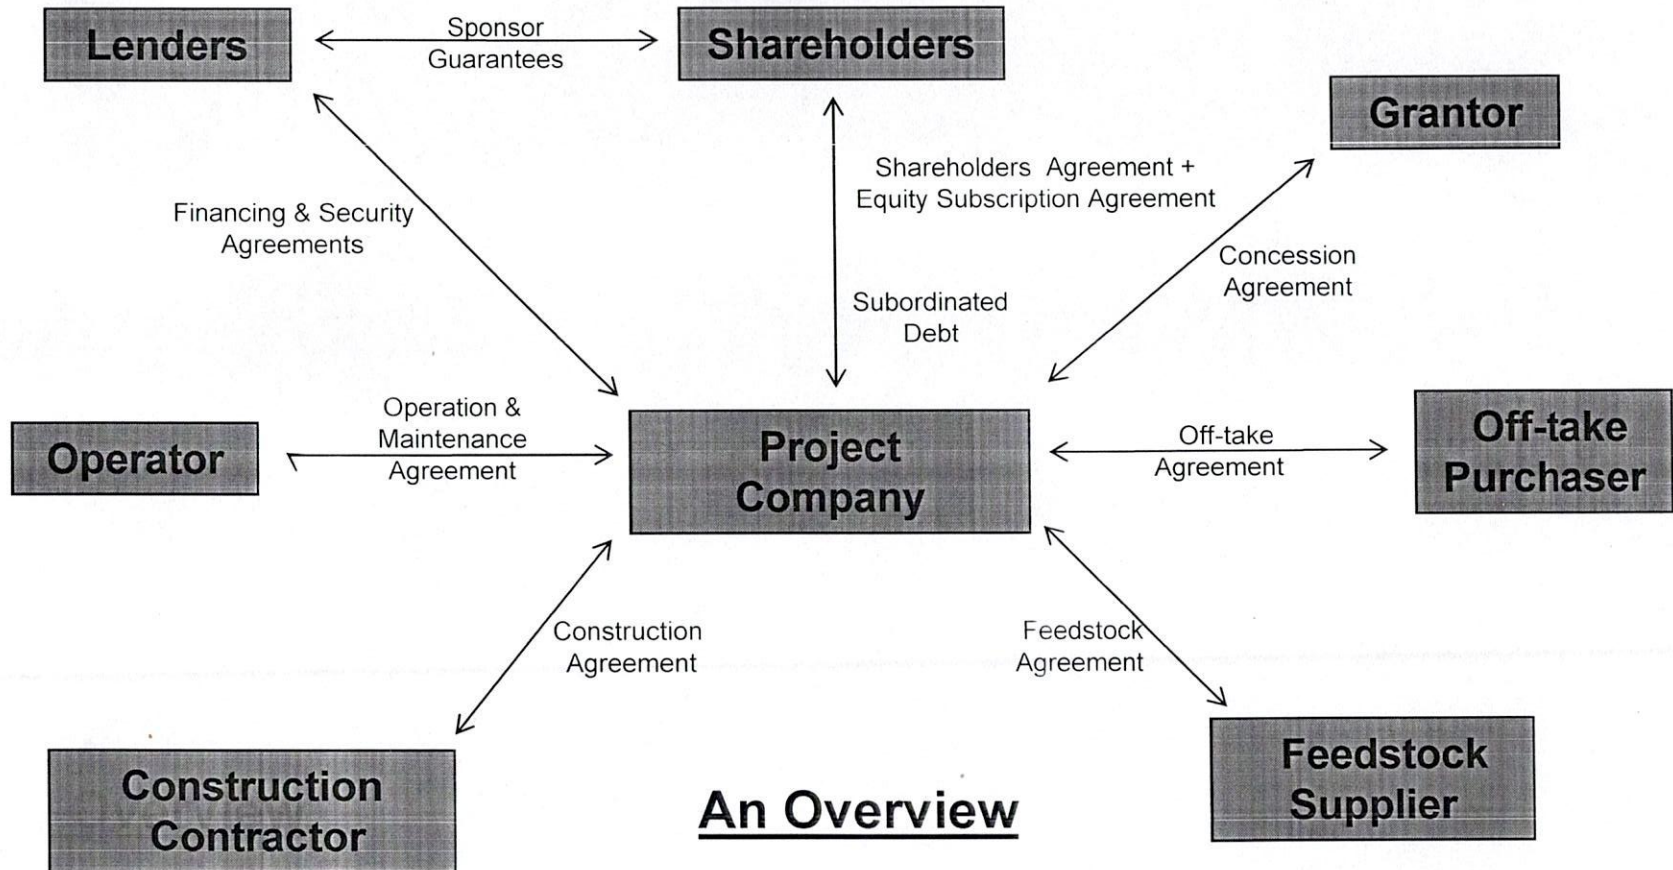 Lenders
Sponsor
Guarantees
Shareholders
Grantor
Shareholders Agreement +
Equity Subscription Agreement
Financing & Security
Agreements
Concession
Agreement
Subordinated
Debt
Operation &
Maintenance
Agreement
Operator
Project
Company
Off-take
Agreement
Off-take
Purchaser
Construction
Agreement
Feedstock
Agreement
Construction
Contractor
An Overview
Feedstock
Supplier